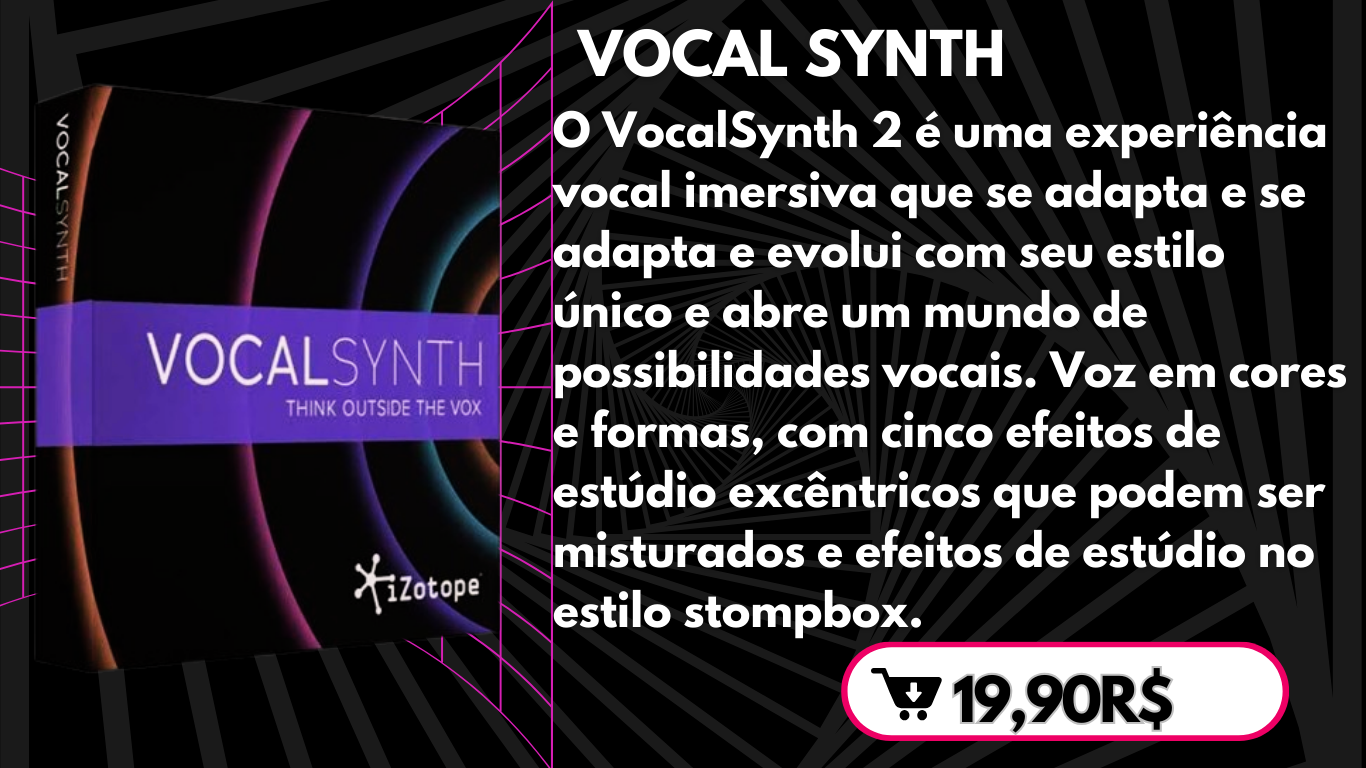 VOCALSYNTH
VOCALSYNTH
THINK OUTSIDE THE VOX
iZotope
VOCAL SYNTH
O VocalSynth 2 é uma experiência
vocal imersiva que se adapta e se
adapta e evolui com seu estilo
único e abre um mundo de
possibilidades vocais. Voz em cores
e formas, com cinco efeitos de
estúdio excêntricos que podem ser
misturados e efeitos de estúdio no
estilo stompbox.
19,90R$